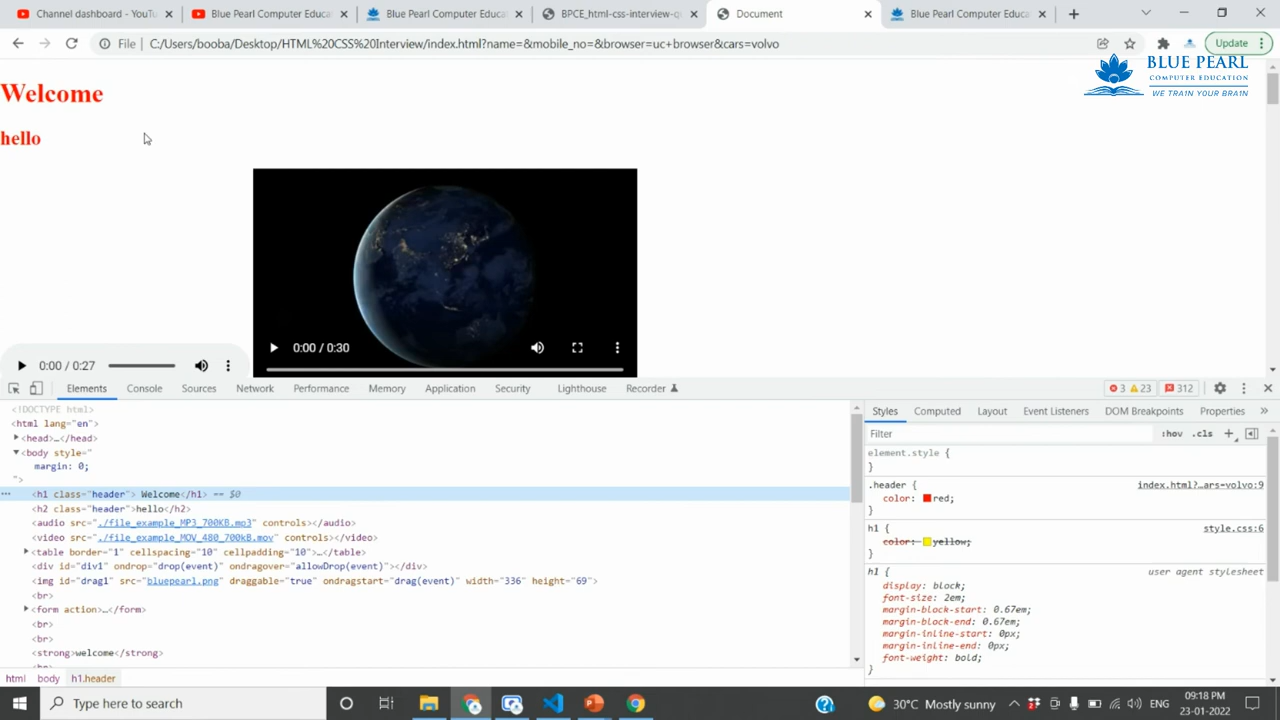 Channel dashboard - YouTu
Blue Pearl Computer Educa
Blue Pearl Computer Educat
BPCE_html-css-interview-qu
Document
Blue Pearl Computer Educat
File
C:/Users/booba/Desktop/HTML%20CSS%20Interview/index.html?name=&mobile_no=&browser=uc+browser&cars=volvo
Update
BLUE PEARL
COMPUTER EDUCATION
WE TRAIN YOUR BRAIN
Welcome
hello
0:00 / 0:30
0:00 / 0:27
Elements Console Sources Network Performance Memory Application Security Lighthouse Recorder
3 23 312
<!DOCTYPE html>
<html lang="en">
<head>…</head>
<body style="
margin: 0;
">
<h1 class="header"> Welcome</h1> == $0
<h2 class="header">hello</h2>
<audio src="./file_example_MP3_700KB.mp3" controls></audio>
<video src="./file_example_MOV_480_700kB.mov" controls></video>
<table border="1" cellspacing="10" cellpadding="10">…</table>
<div id="div1" ondrop="drop(event)" ondragover="allowDrop(event)"></div>
<img id="drag1" src="bluepearl.png" draggable="true" ondragstart="drag(event)" width="336" height="69">
<br>
<form action>…</form>
<br>
<br>
<strong>welcome</strong>
html body h1.header
Styles Computed Layout Event Listeners DOM Breakpoints Properties »
Filter
:hov .cls +
element.style {
}
.header { index.html?…ars=volvo:9
color: red;
}
h1 { style.css:6
color: yellow;
}
h1 { user agent stylesheet
display: block;
font-size: 2em;
margin-block-start: 0.67em;
margin-block-end: 0.67em;
margin-inline-start: 0px;
margin-inline-end: 0px;
font-weight: bold;
}
Type here to search
30°C Mostly sunny
ENG
09:18 PM
23-01-2022